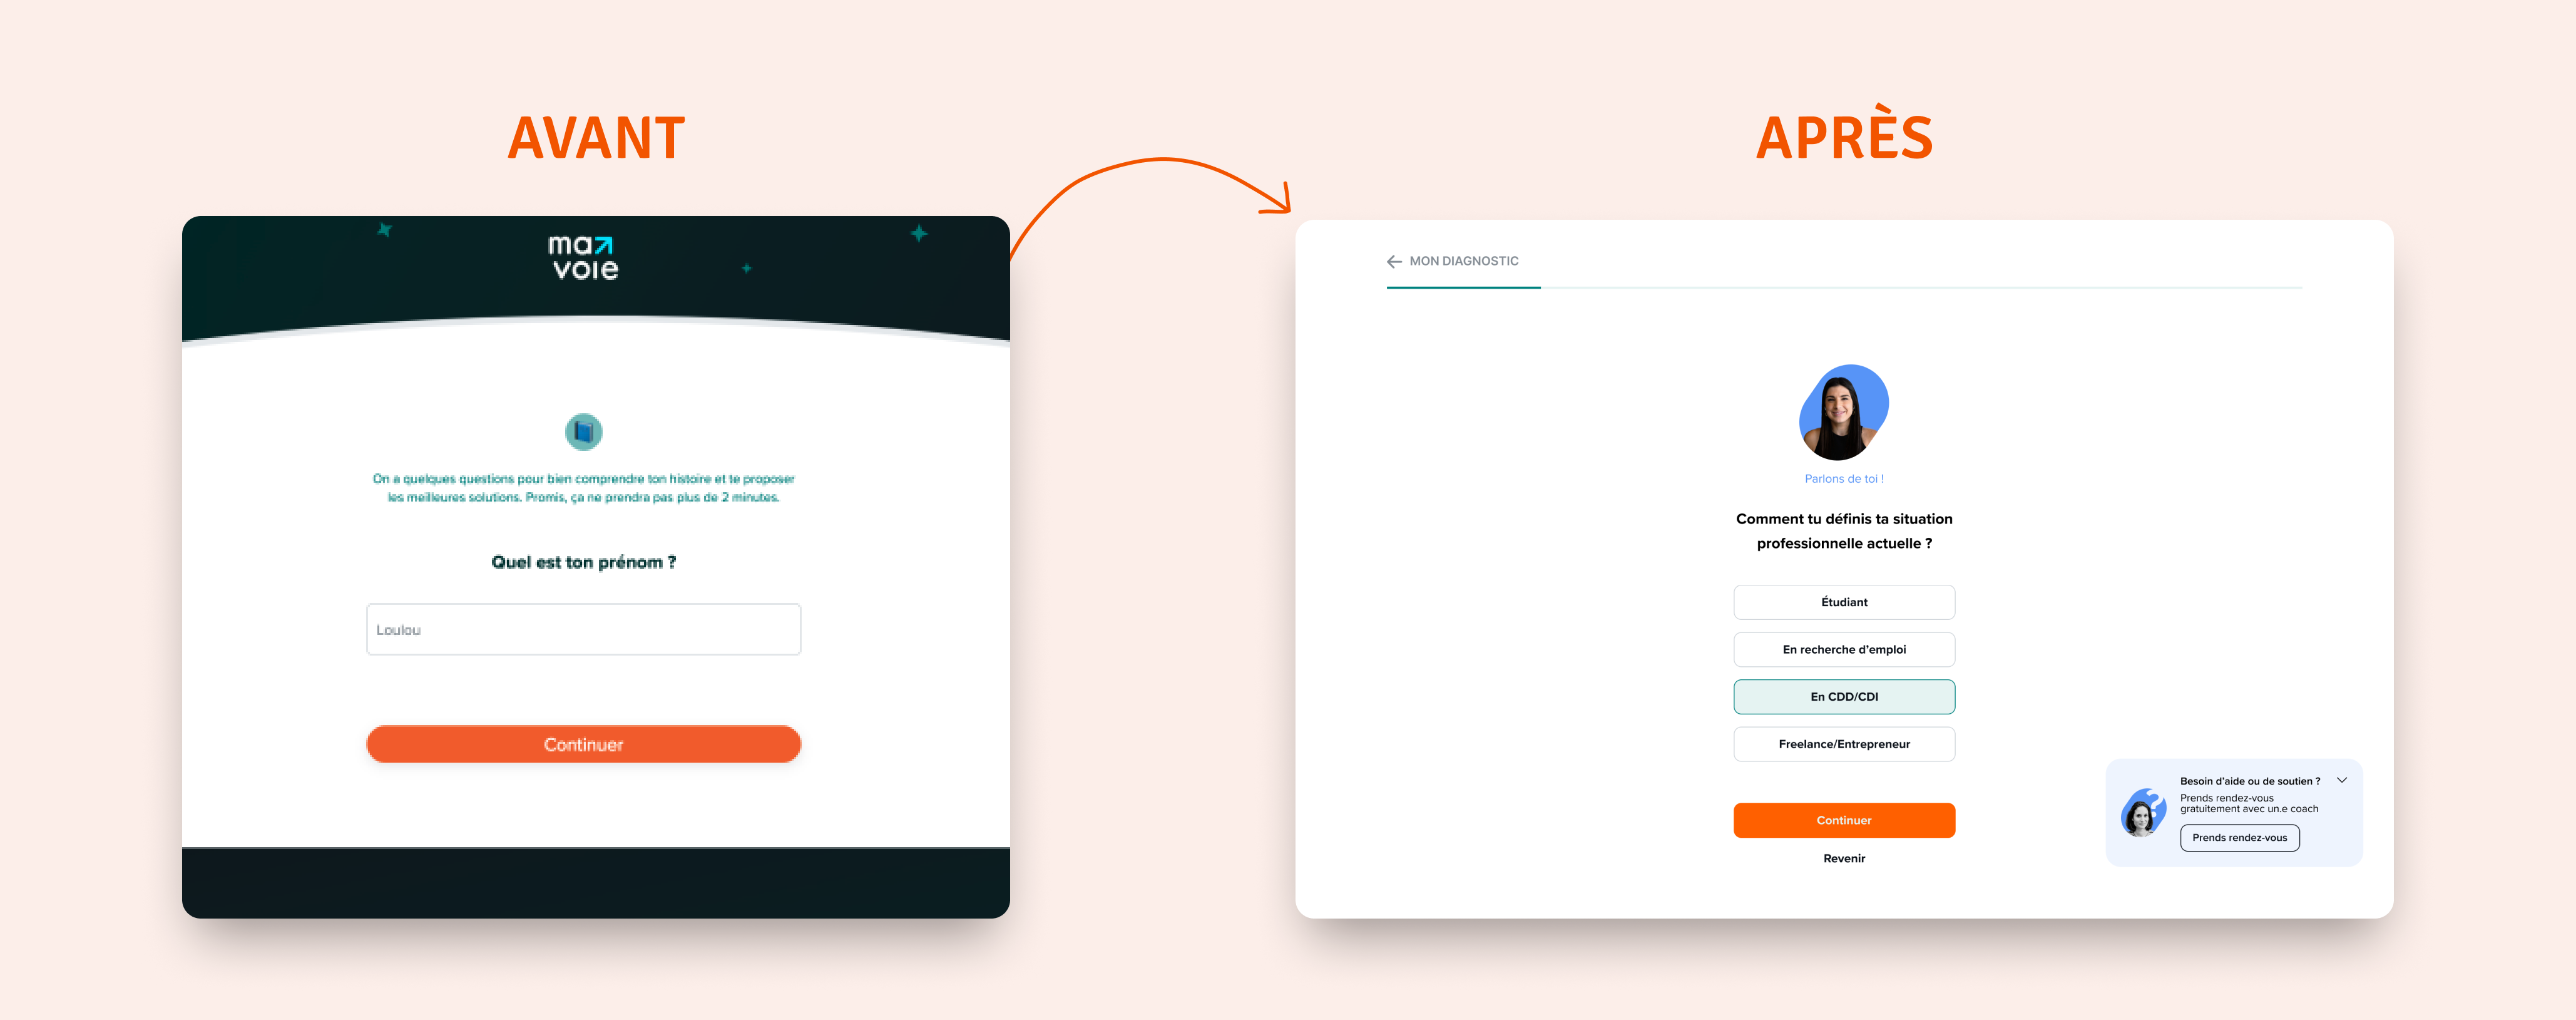 AVANT
ma
voie
On a quelques questions pour bien comprendre ton histoire et te proposer
les meilleures solutions. Promis, ça ne prendra pas plus de 2 minutes.
Quel est ton prénom ?
Loulou
Continuer
APRÈS
MON DIAGNOSTIC
Parlons de toi !
Comment tu définis ta situation
professionnelle actuelle ?
Étudiant
En recherche d'emploi
En CDD/CDI
Freelance/Entrepreneur
Continuer
Revenir
?
Besoin d'aide ou de soutien ?
Prends rendez-vous
gratuitement avec un.e coach
Prends rendez-vous